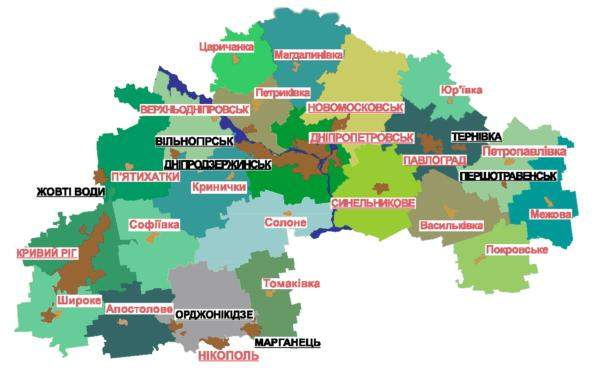 Царичанка
Магдалинівка
Юр'ївка
Петриківка
ВЕРХНЬОДНІПРОВСЬК
НОВОМОСКОВСЬК
ВІЛЬНОГІРСЬК
ДНІПРОПЕТРОВСЬК
ТЕРНІВКА
ДНІПРОДЗЕРЖИНСЬК
ПАВЛОГРАД
Петропавлівка
П'ЯТИХАТКИ
Кринички
ПЕРШОТРАВЕНСЬК
ЖОВТІ ВОДИ
СИНЕЛЬНИКОВЕ
Межова
Софіївка
Солоне
Васильківка
КРИВИЙ РІГ
Покровське
Томаківка
Широке
Апостолове
ОРДЖОНІКІДЗЕ
МАРГАНЕЦЬ
НІКОПОЛЬ